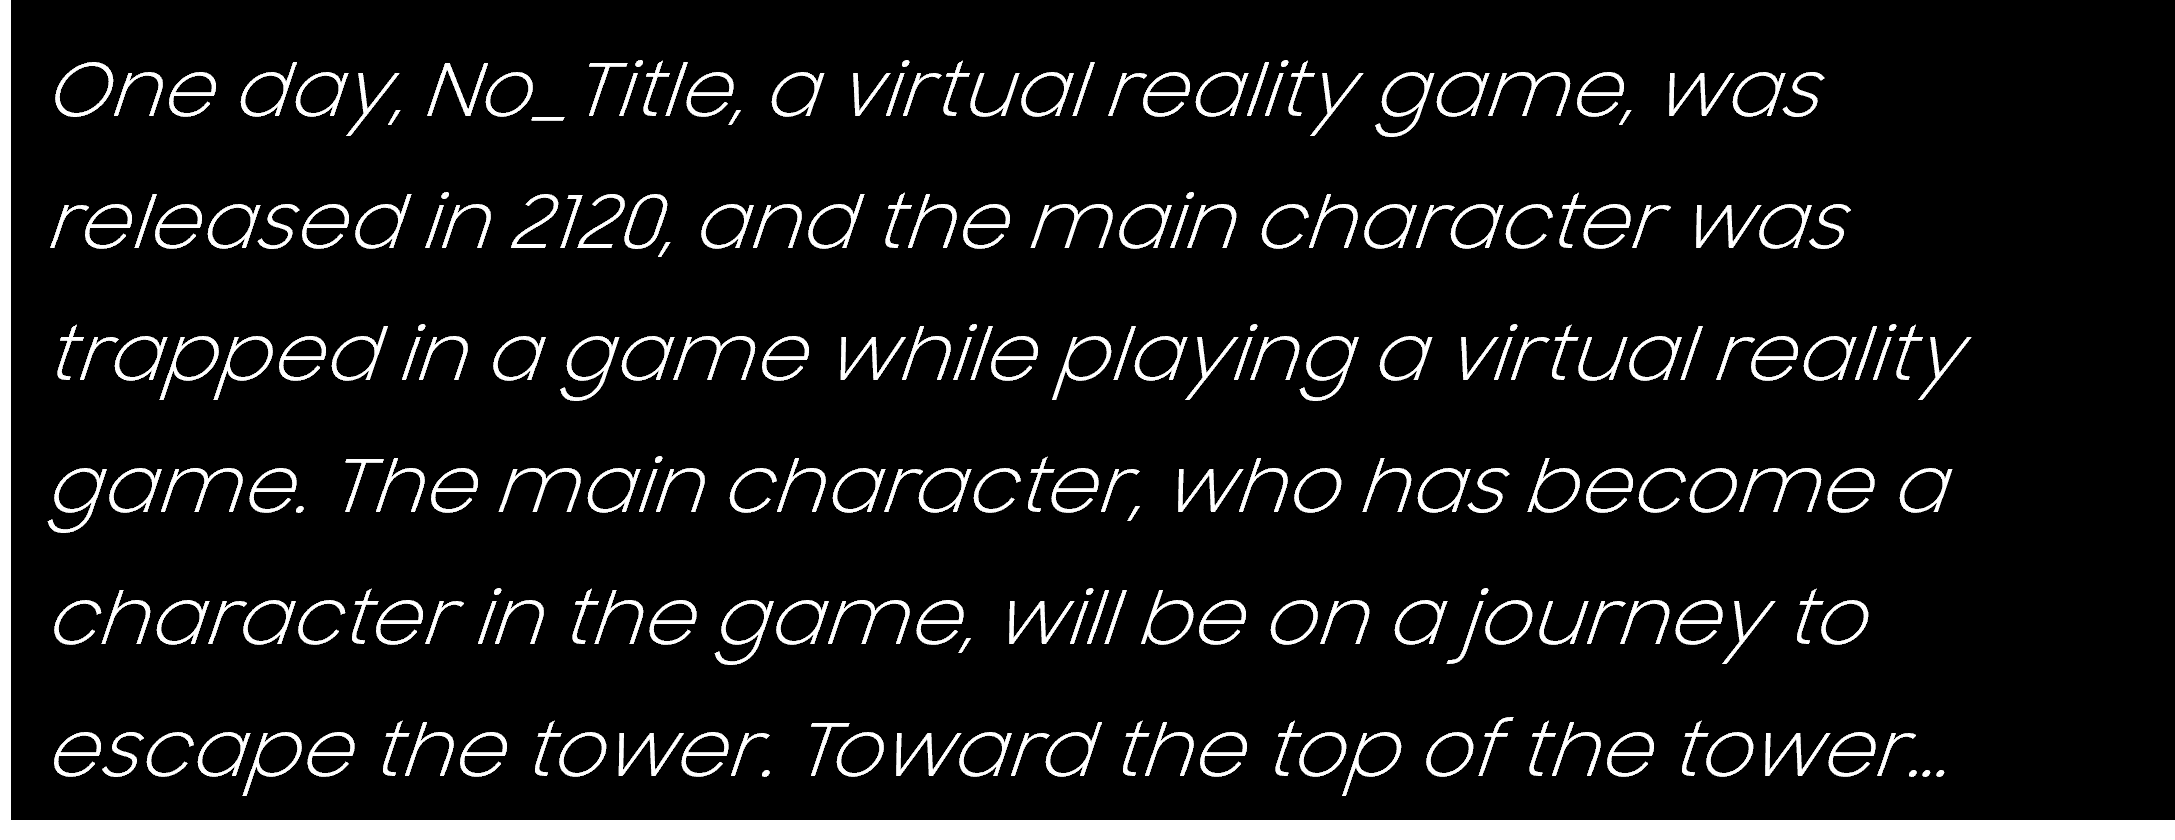 One day, No_Title, a virtual reality game, was
released in 2120, and the main character was
trapped in a game while playing a virtual reality
game. The main character, who has become a
character in the game, will be on a journey to
escape the tower. Toward the top of the tower...